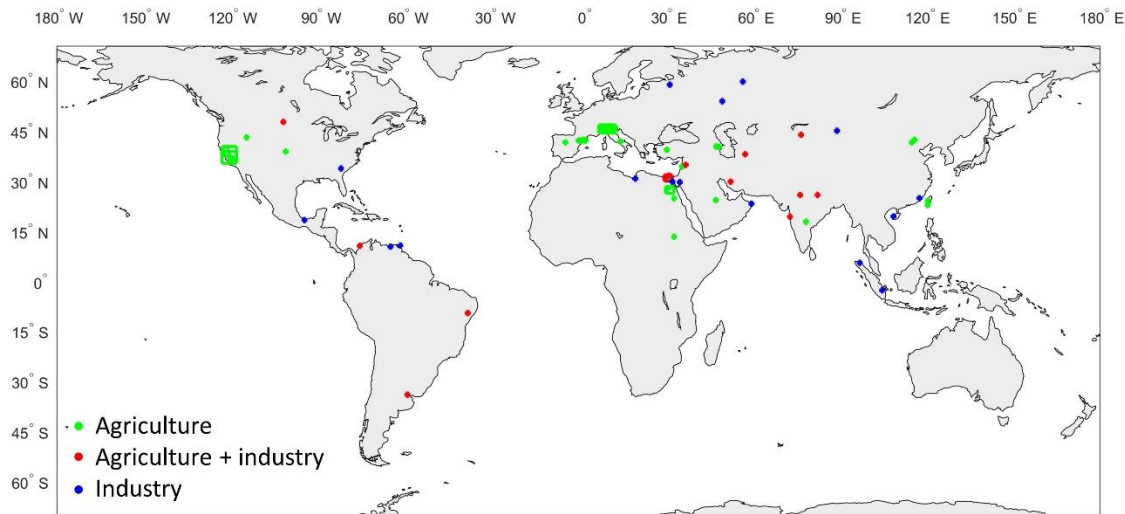 180° W 150° W 120° W 90° W 60° W 30° W 0° 30° E 60° E 90° E 120° E 150° E 180° E
60° N
45° N
30° N
15° N
0°
15° S
30° S
45° S
60° S
Agriculture
Agriculture + industry
Industry